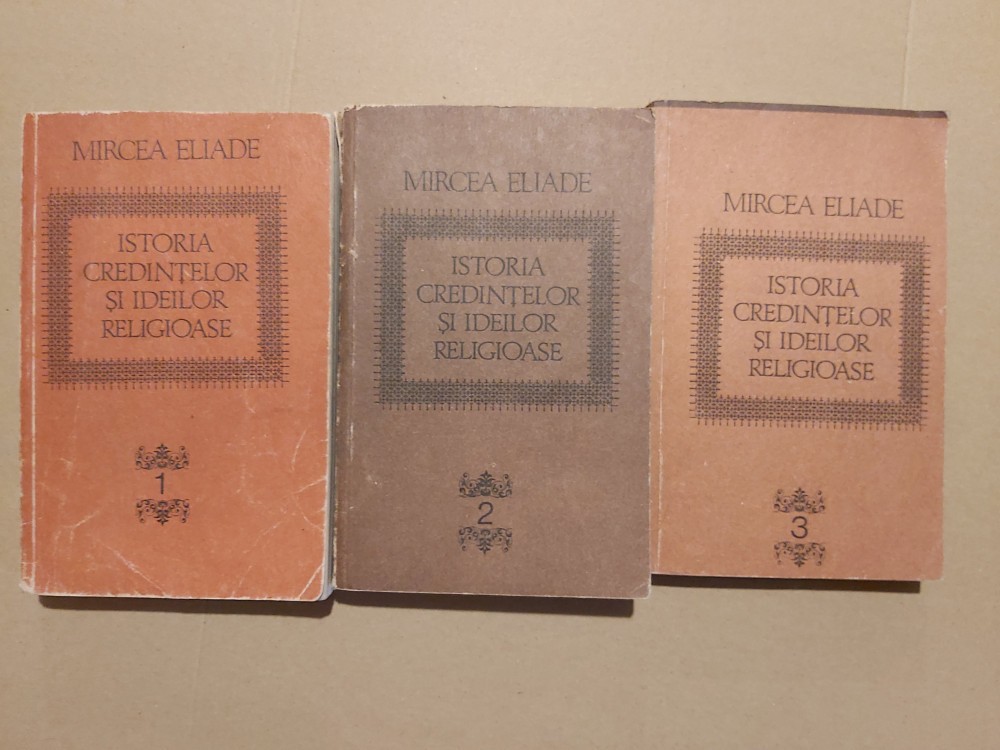 MIRCEA ELIADE
ISTORIA
CREDINȚELOR
ȘI IDEILOR
RELIGIOASE
1
MIRCEA ELIADE
ISTORIA
CREDINȚELOR
ȘI IDEILOR
RELIGIOASE
2
MIRCEA ELIADE
ISTORIA
CREDINȚELOR
ȘI IDEILOR
RELIGIOASE
3